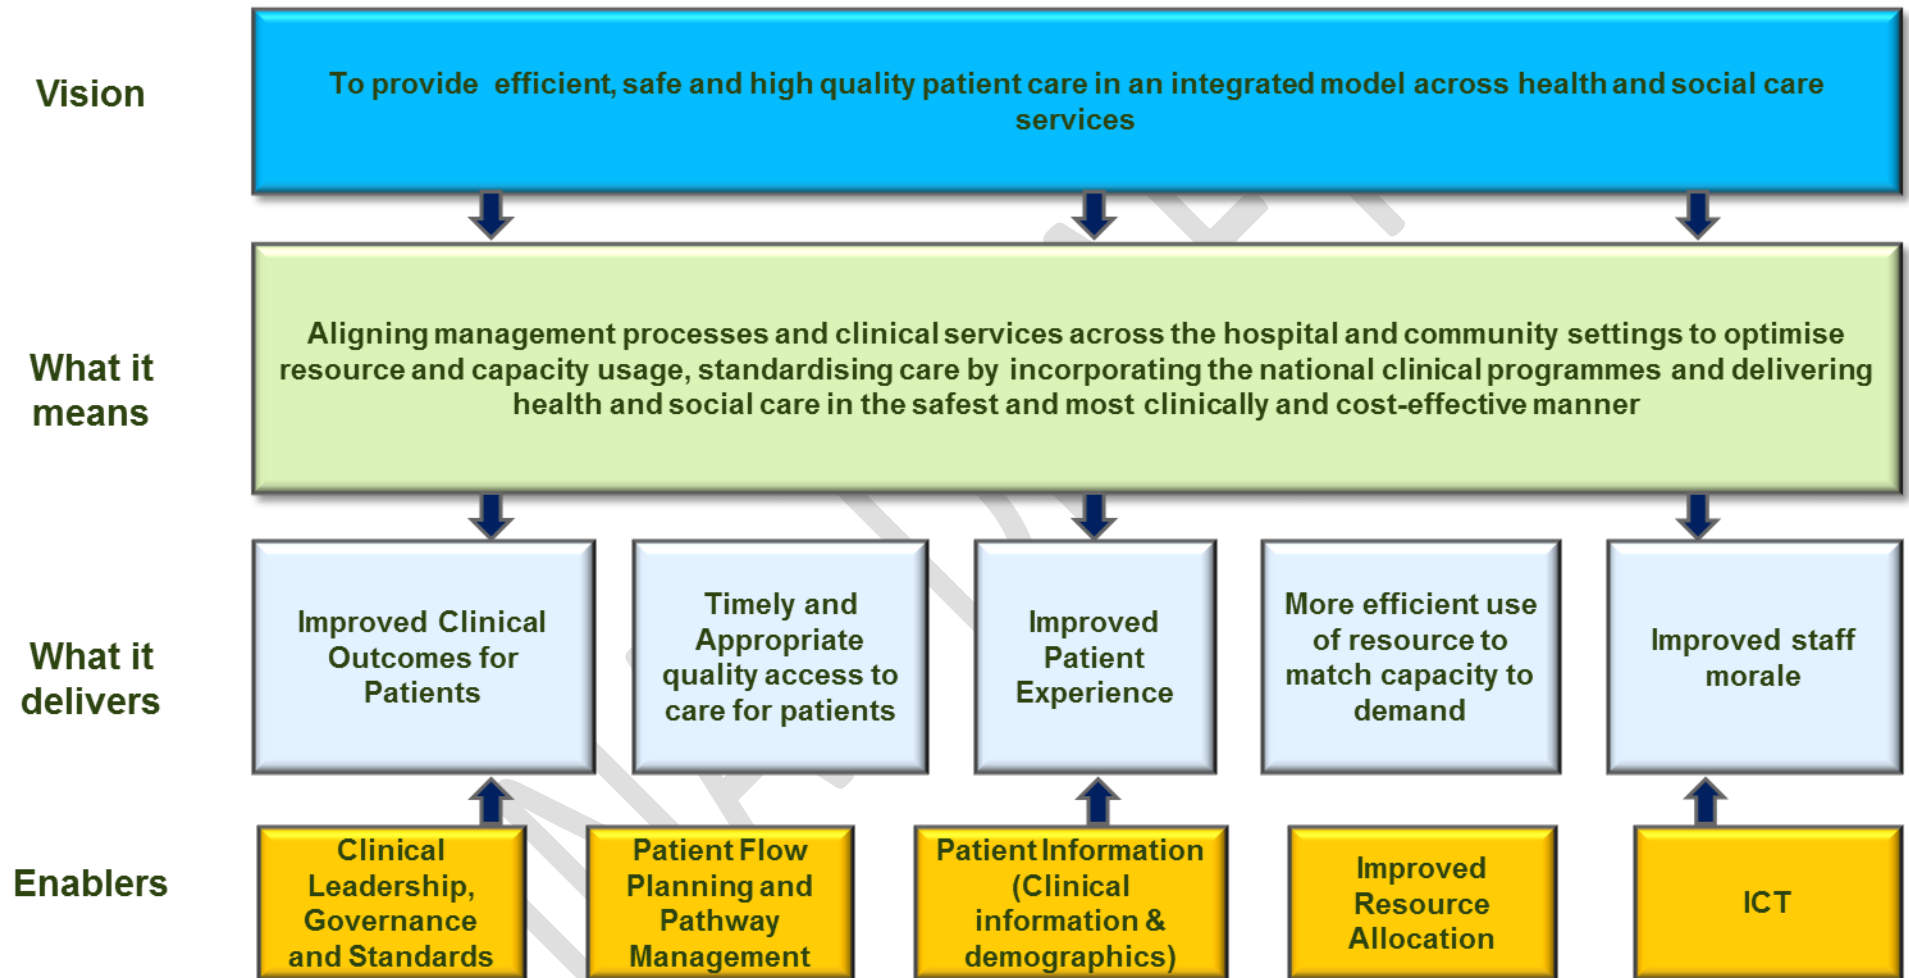 Vision
To provide efficient, safe and high quality patient care in an integrated model across health and social care
services
What it
means
Aligning management processes and clinical services across the hospital and community settings to optimise
resource and capacity usage, standardising care by incorporating the national clinical programmes and delivering
health and social care in the safest and most clinically and cost-effective manner
What it
delivers
Improved Clinical
Outcomes for
Patients
Timely and
Appropriate
quality access to
care for patients
Improved
Patient
Experience
More efficient use
of resource to
match capacity to
demand
Improved staff
morale
Enablers
Clinical
Leadership,
Governance
and Standards
Patient Flow
Planning and
Pathway
Management
Patient Information
(Clinical
information &
demographics)
Improved
Resource
Allocation
ICT